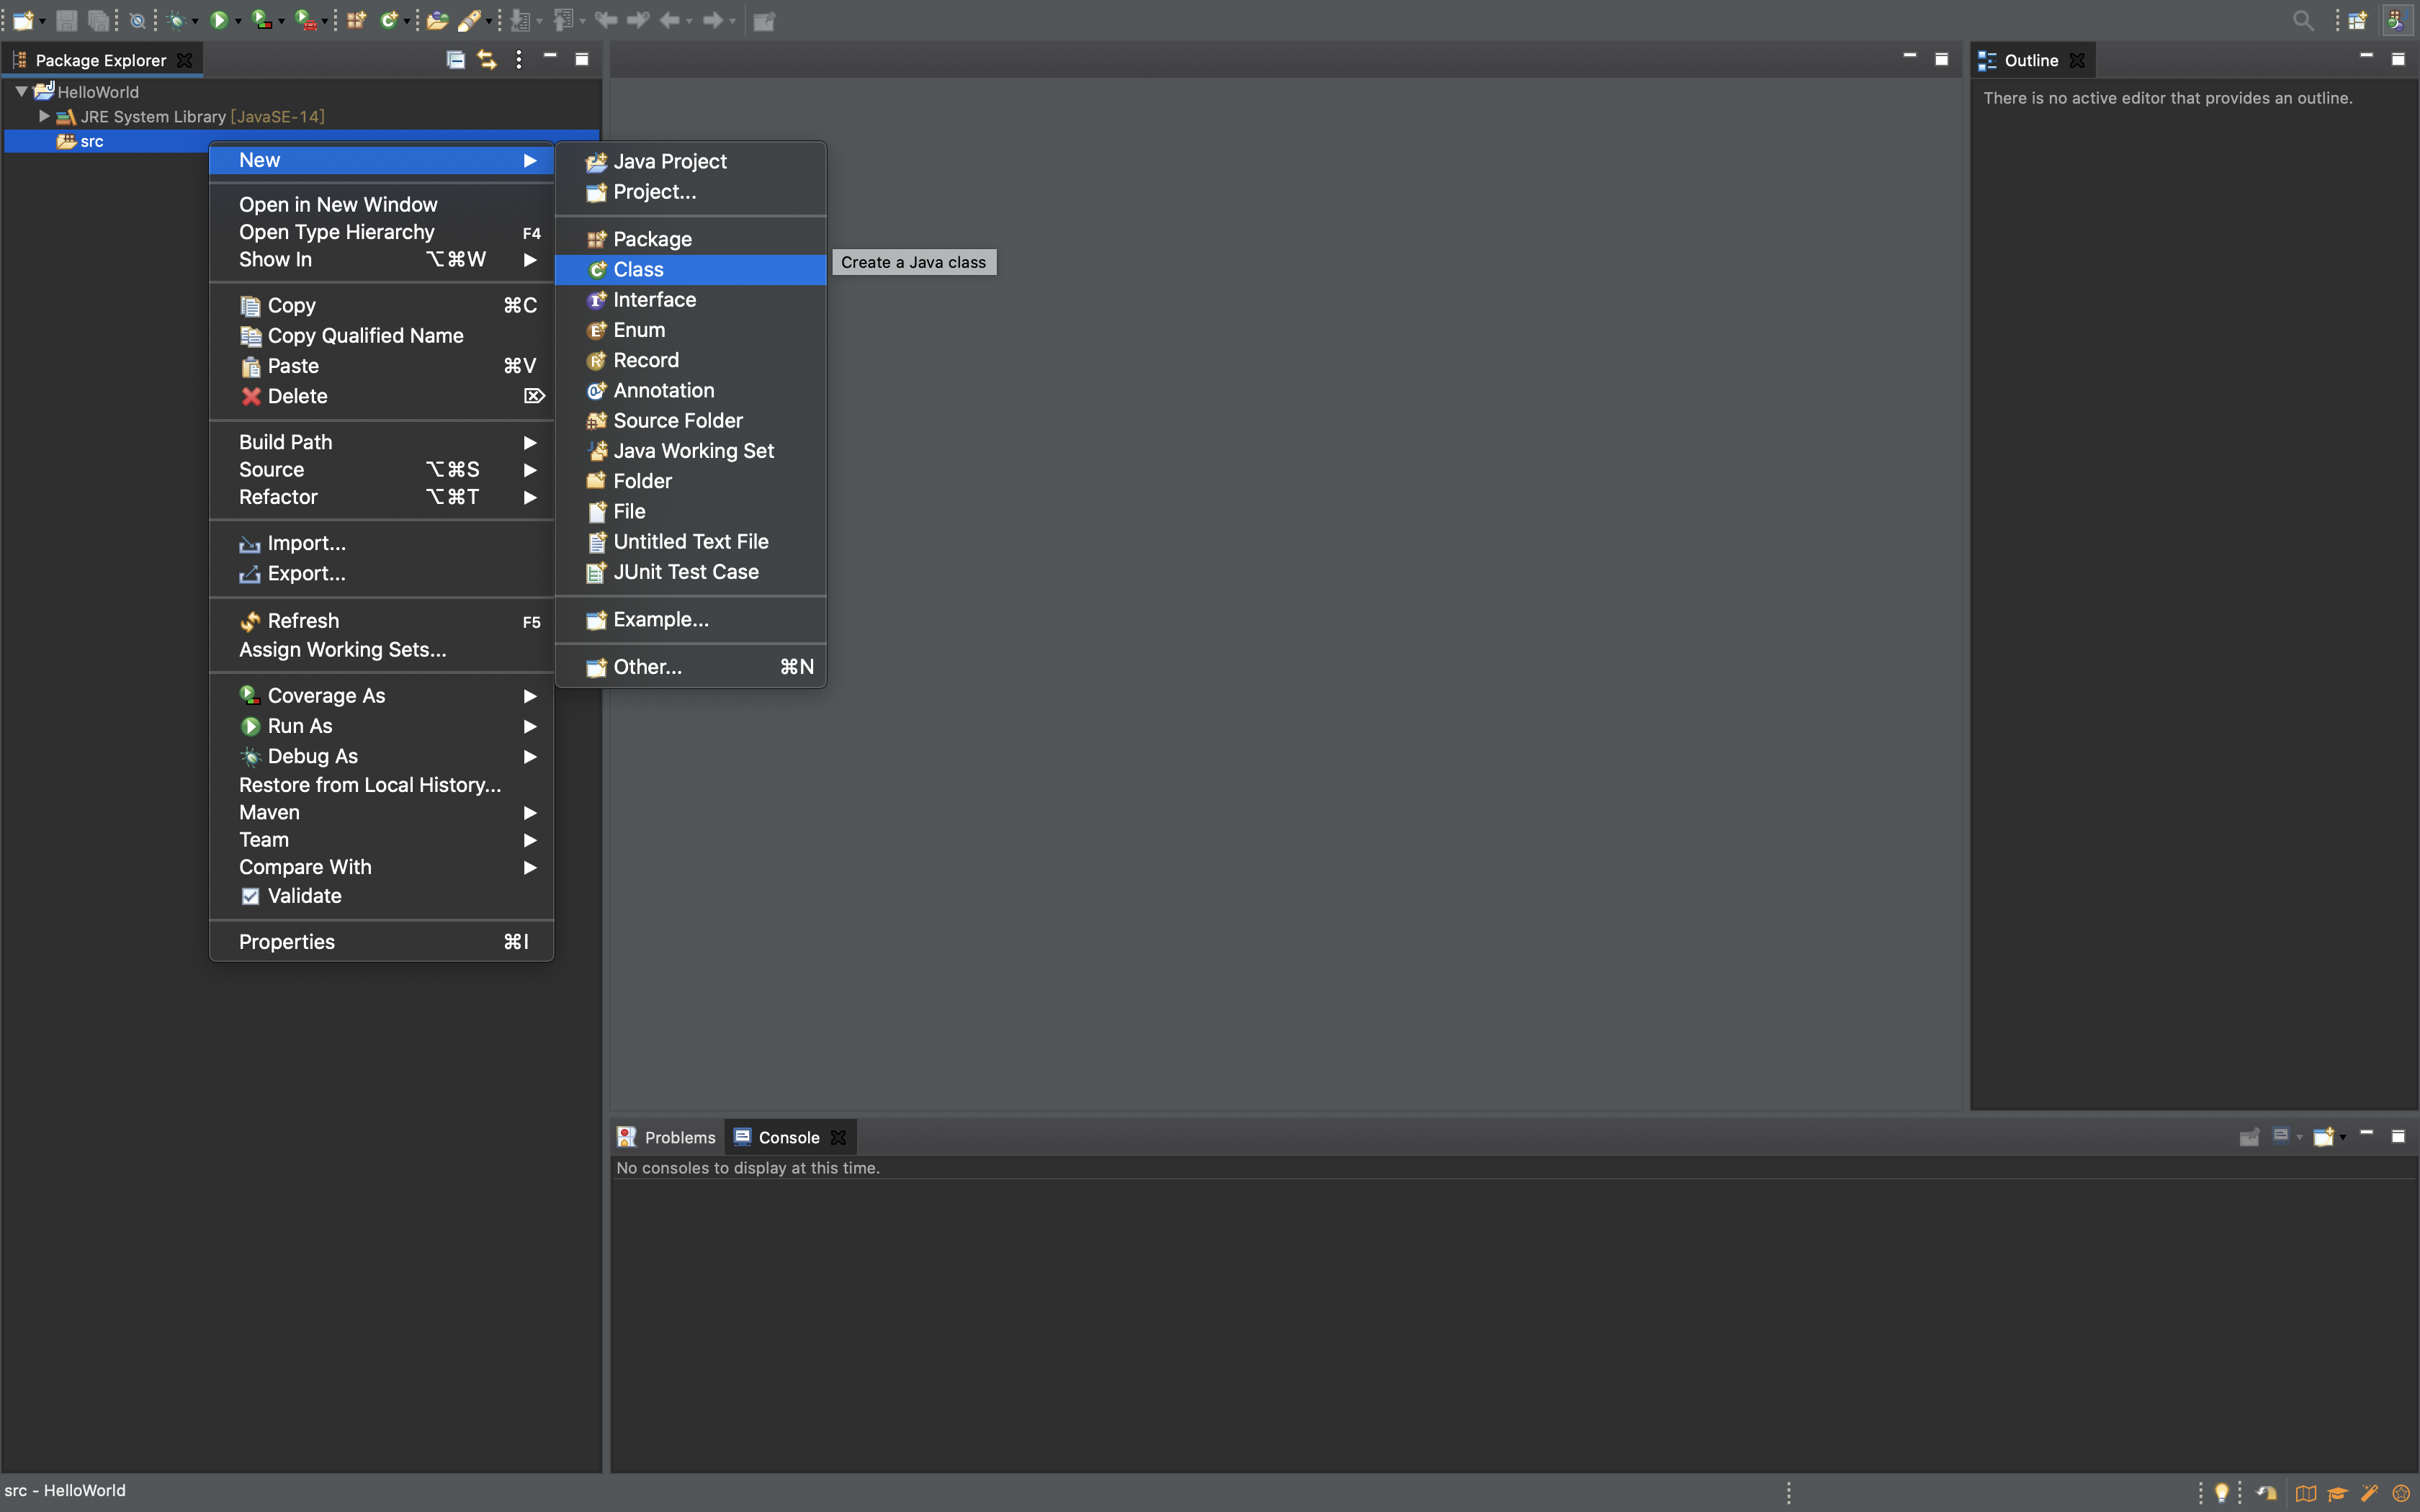 Package Explorer
HelloWorld
JRE System Library [JavaSE-14]
src
New
Open in New Window
Open Type Hierarchy F4
Show In ⌥⌘W
Copy ⌘C
Copy Qualified Name
Paste ⌘V
Delete ⌦
Build Path
Source ⌥⌘S
Refactor ⌥⌘T
Import...
Export...
Refresh F5
Assign Working Sets...
Coverage As
Run As
Debug As
Restore from Local History...
Maven
Team
Compare With
Validate
Properties ⌘I
Java Project
Project...
Package
Class
Interface
Enum
Record
Annotation
Source Folder
Java Working Set
Folder
File
Untitled Text File
JUnit Test Case
Example...
Other... ⌘N
Create a Java class
Outline
There is no active editor that provides an outline.
Problems
Console
No consoles to display at this time.
src - HelloWorld